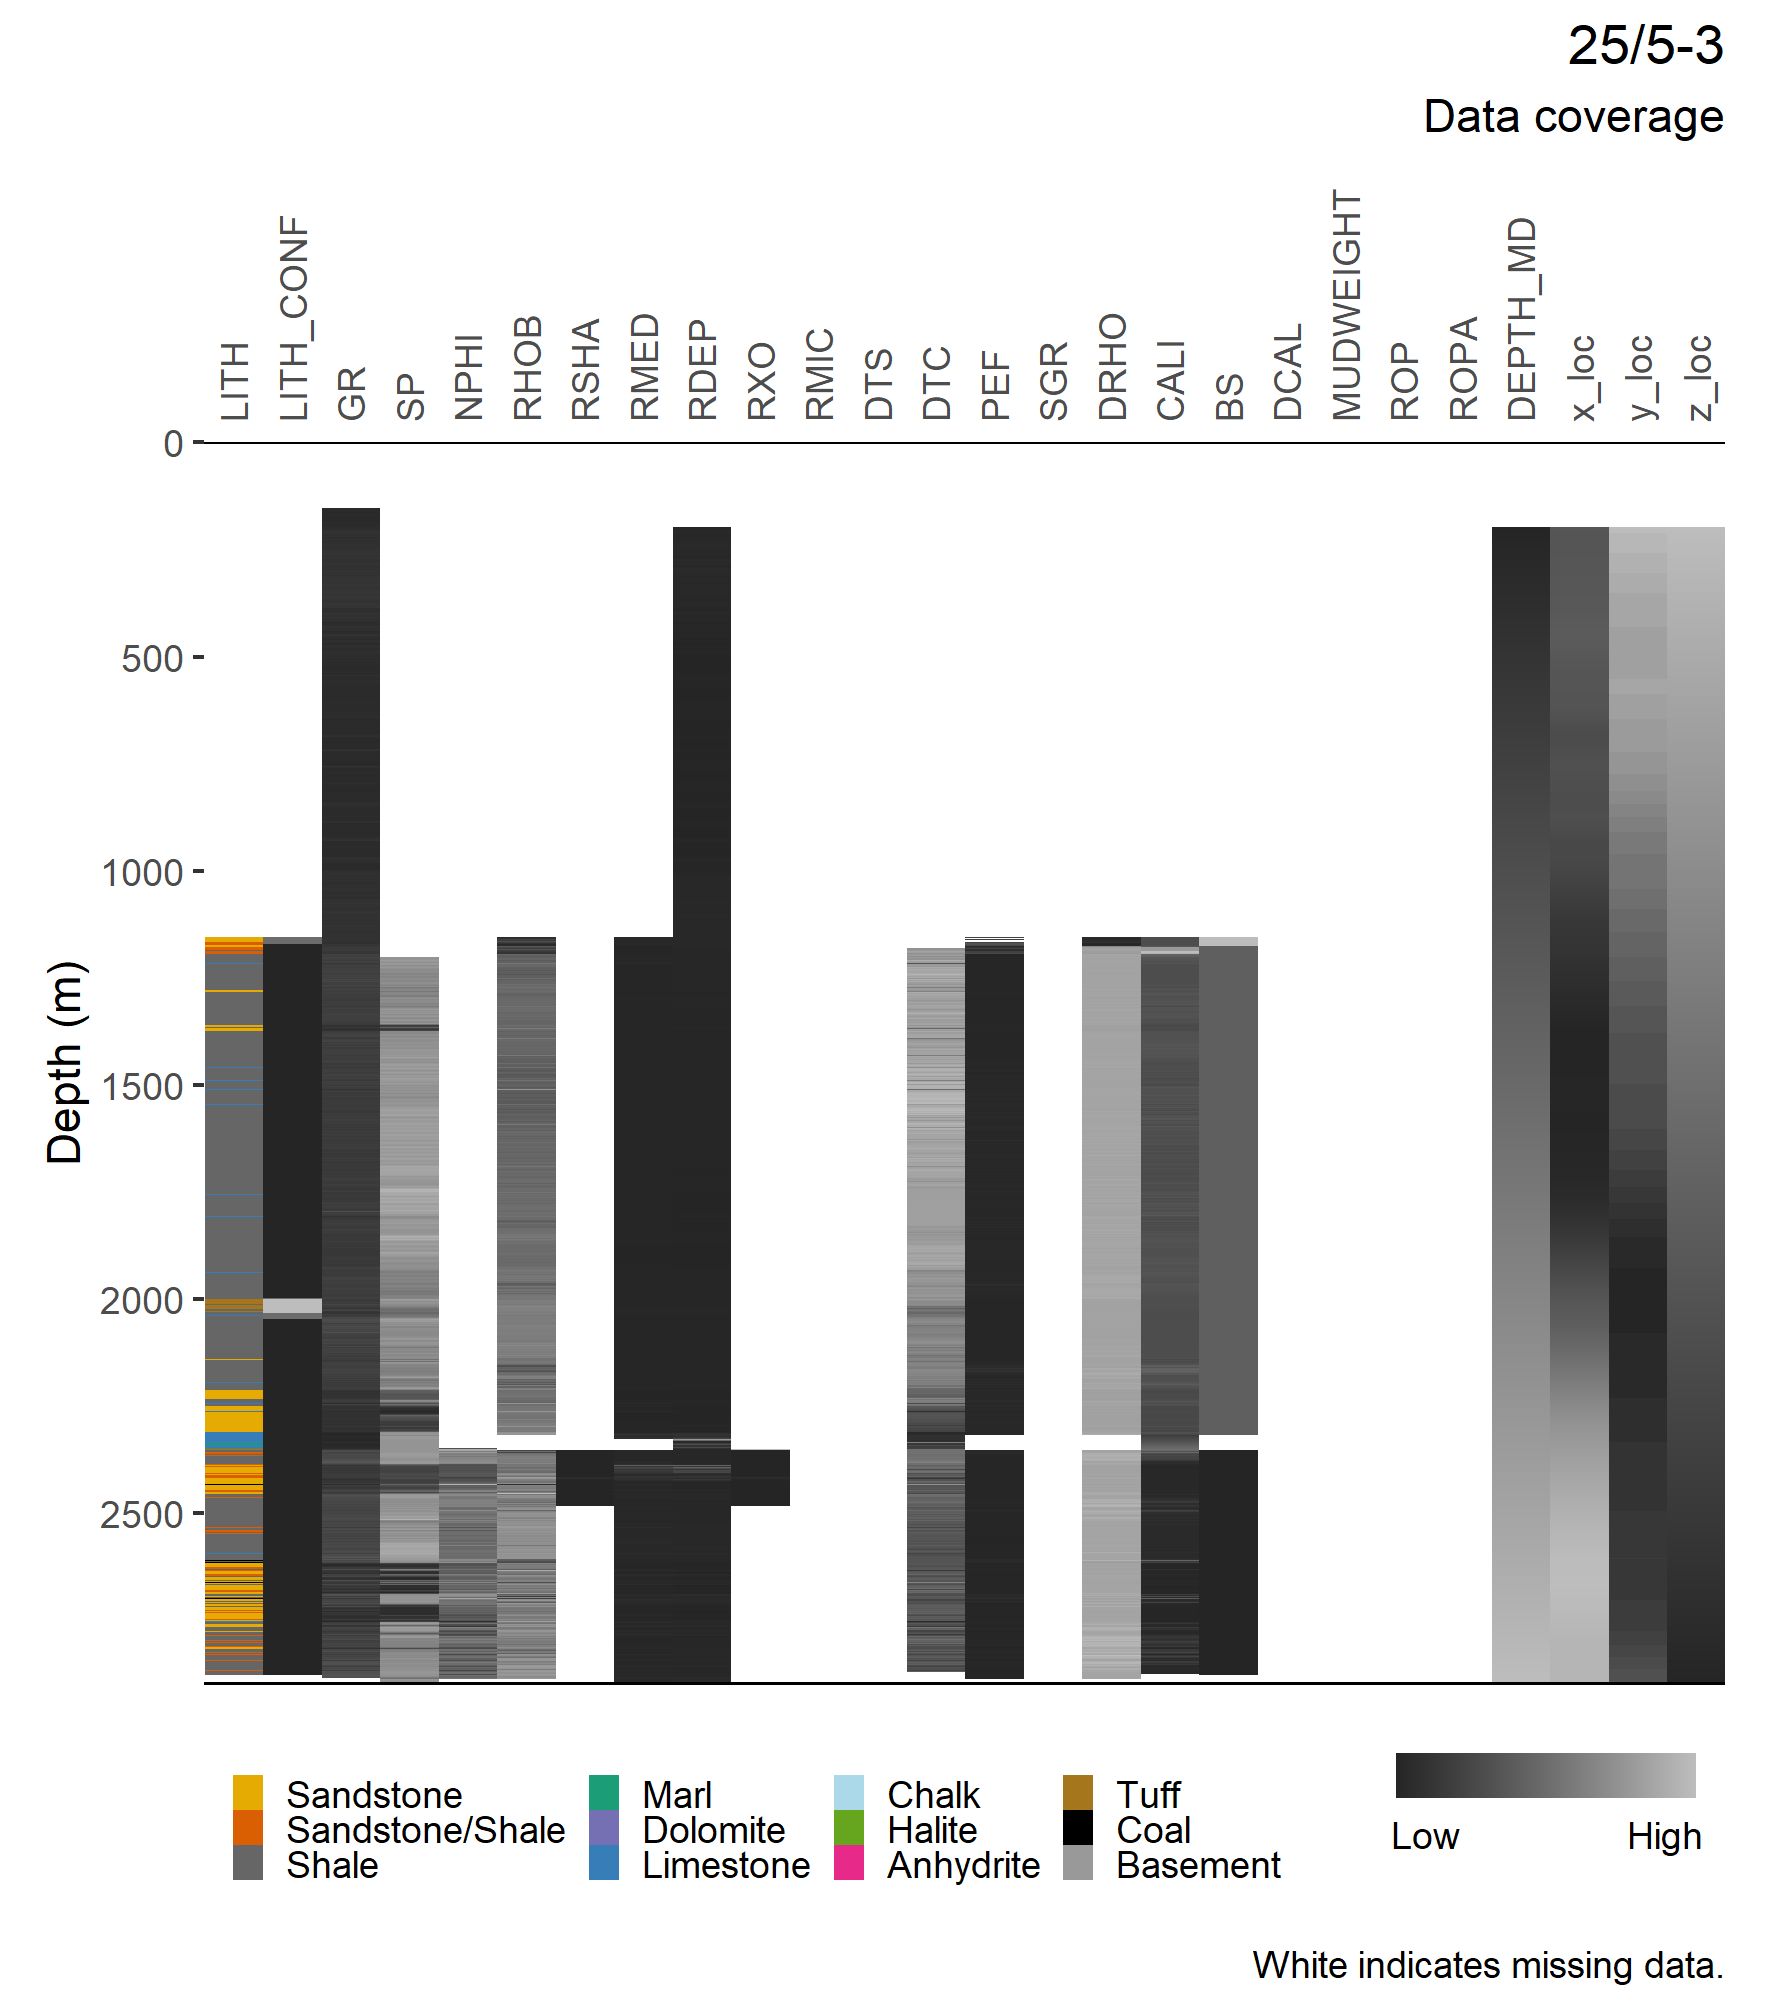 25/5-3
Data coverage
LITH
LITH_CONF
GR
SP
NPHI
RHOB
RSHA
RMED
RDEP
RXO
RMIC
DTS
DTC
PEF
SGR
DRHO
CALI
BS
DCAL
MUDWEIGHT
ROP
ROPA
DEPTH_MD
x_loc
y_loc
z_loc
0
500
1000
1500
2000
2500
Depth (m)
Sandstone
Sandstone/Shale
Shale
Marl
Dolomite
Limestone
Chalk
Halite
Anhydrite
Tuff
Coal
Basement
Low High
White indicates missing data.